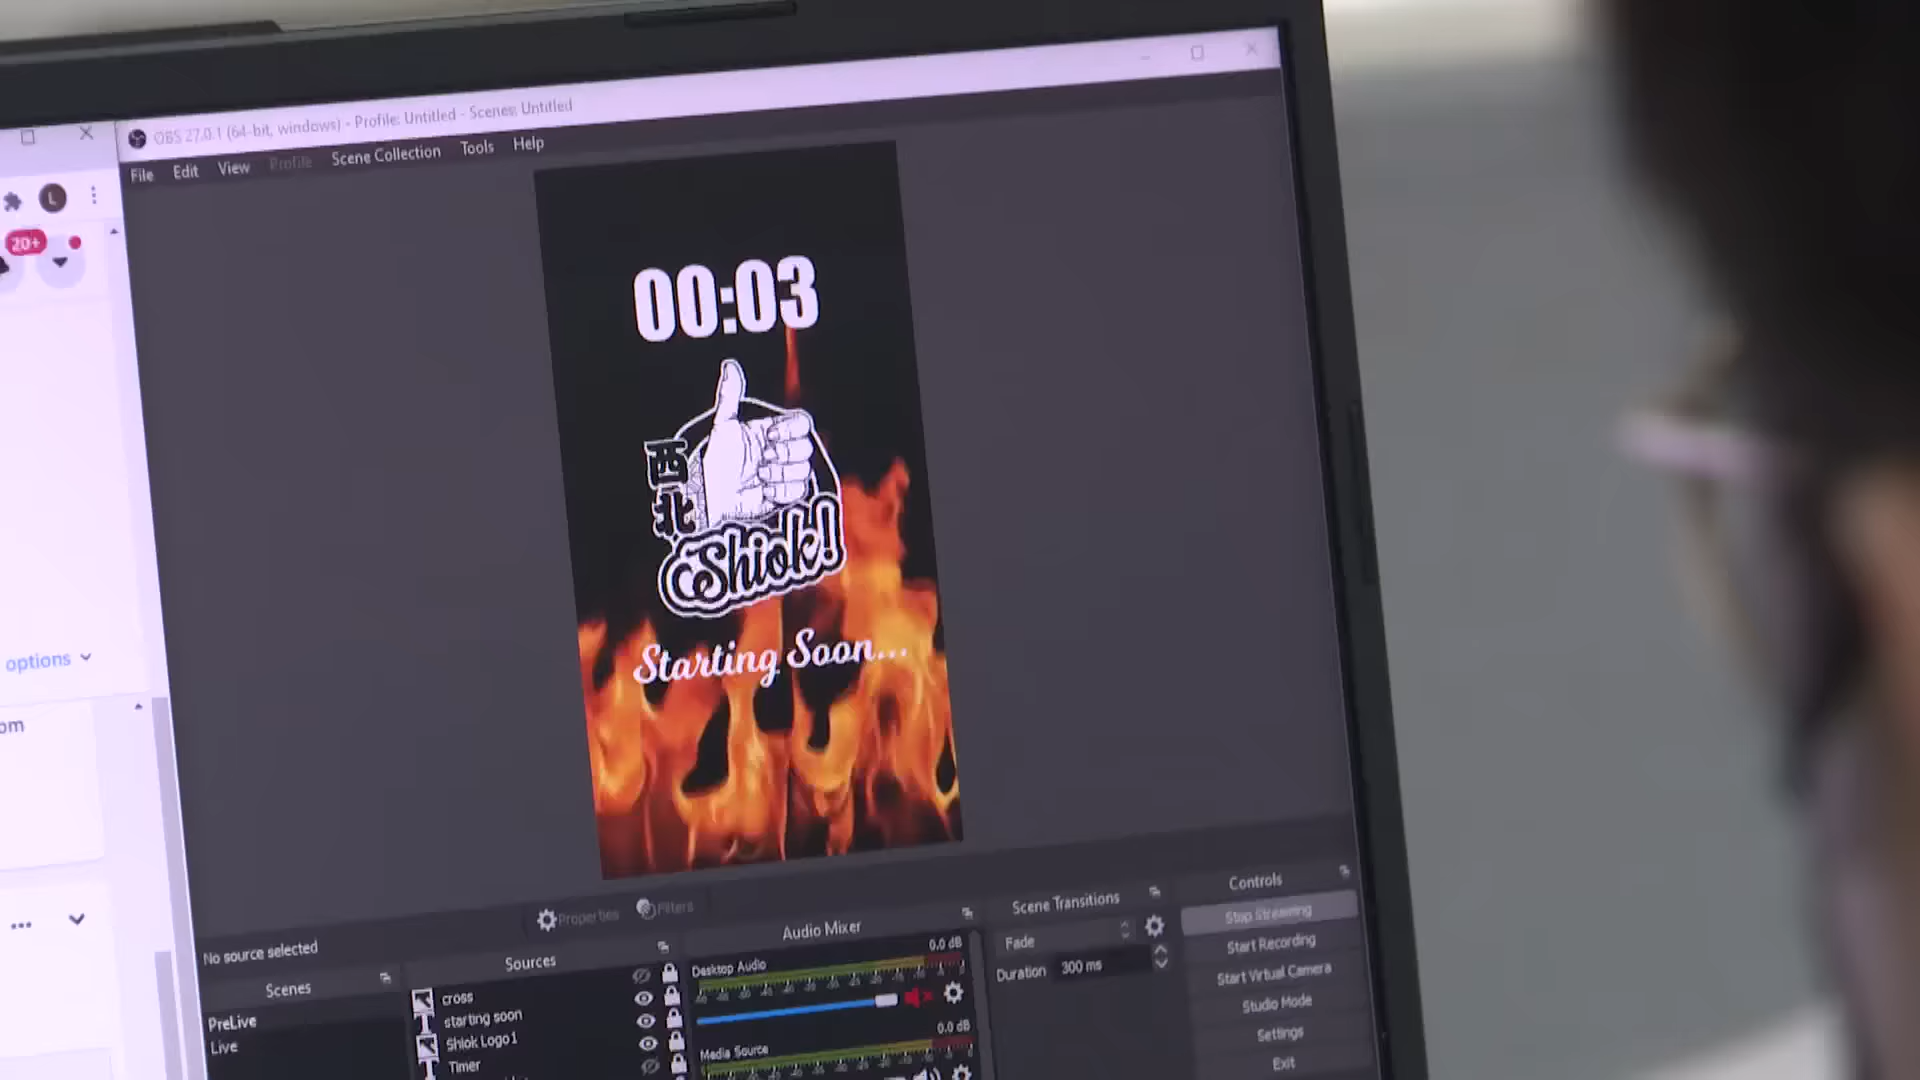 OBS 27.0.1 (64-bit, windows) - Profile: Untitled - Scenes: Untitled
File Edit View Profile Scene Collection Tools Help
L
20+
options
om
00:03
西北
Shiok!
Starting Soon...
Properties Filters
No source selected
Scenes
PreLive
Live
Sources
cross
starting soon
Shiok Logo1
Timer
Audio Mixer
Desktop Audio 0.0 dB
Media Source 0.0 dB
Scene Transitions
Fade
Duration 300 ms
Controls
Stop Streaming
Start Recording
Start Virtual Camera
Studio Mode
Settings
Exit